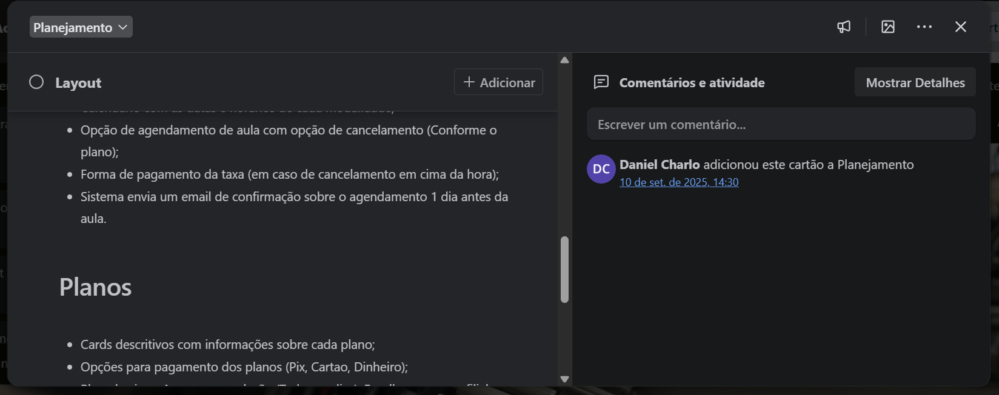 Planejamento
Layout
Adicionar
Opção de agendamento de aula com opção de cancelamento (Conforme o
plano);
Forma de pagamento da taxa (em caso de cancelamento em cima da hora);
Sistema envia um email de confirmação sobre o agendamento 1 dia antes da
aula.
Planos
Cards descritivos com informações sobre cada plano;
Opções para pagamento dos planos (Pix, Cartao, Dinheiro);
Comentários e atividade
Mostrar Detalhes
Escrever um comentário...
DC
Daniel Charlo adicionou este cartão a Planejamento
10 de set. de 2025, 14:30